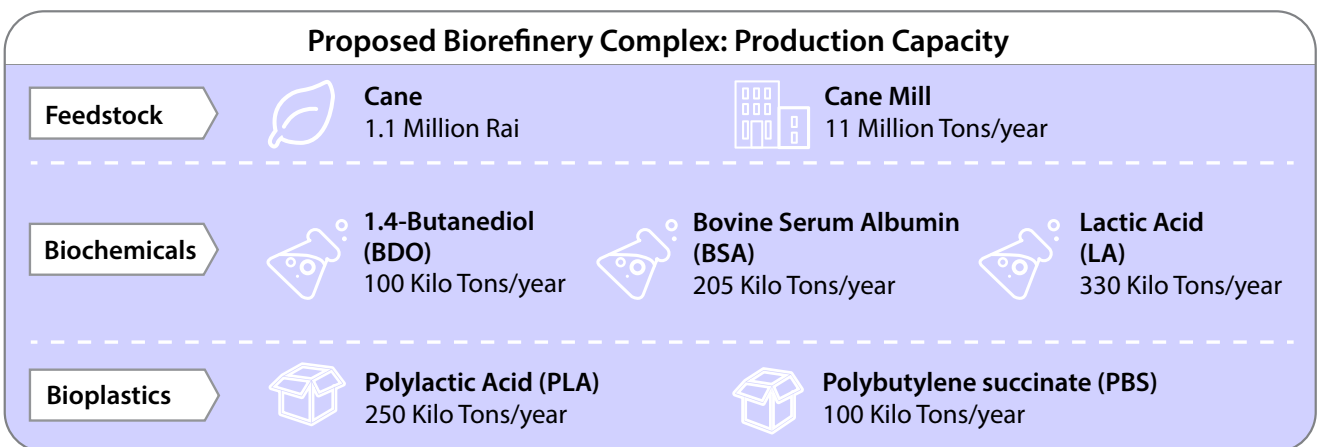 Proposed Biorefinery Complex: Production Capacity
Feedstock
Cane
1.1 Million Rai
Cane Mill
11 Million Tons/year
Biochemicals
1.4-Butanediol
(BDO)
100 Kilo Tons/year
Bovine Serum Albumin
(BSA)
205 Kilo Tons/year
Lactic Acid
(LA)
330 Kilo Tons/year
Bioplastics
Polylactic Acid (PLA)
250 Kilo Tons/year
Polybutylene succinate (PBS)
100 Kilo Tons/year